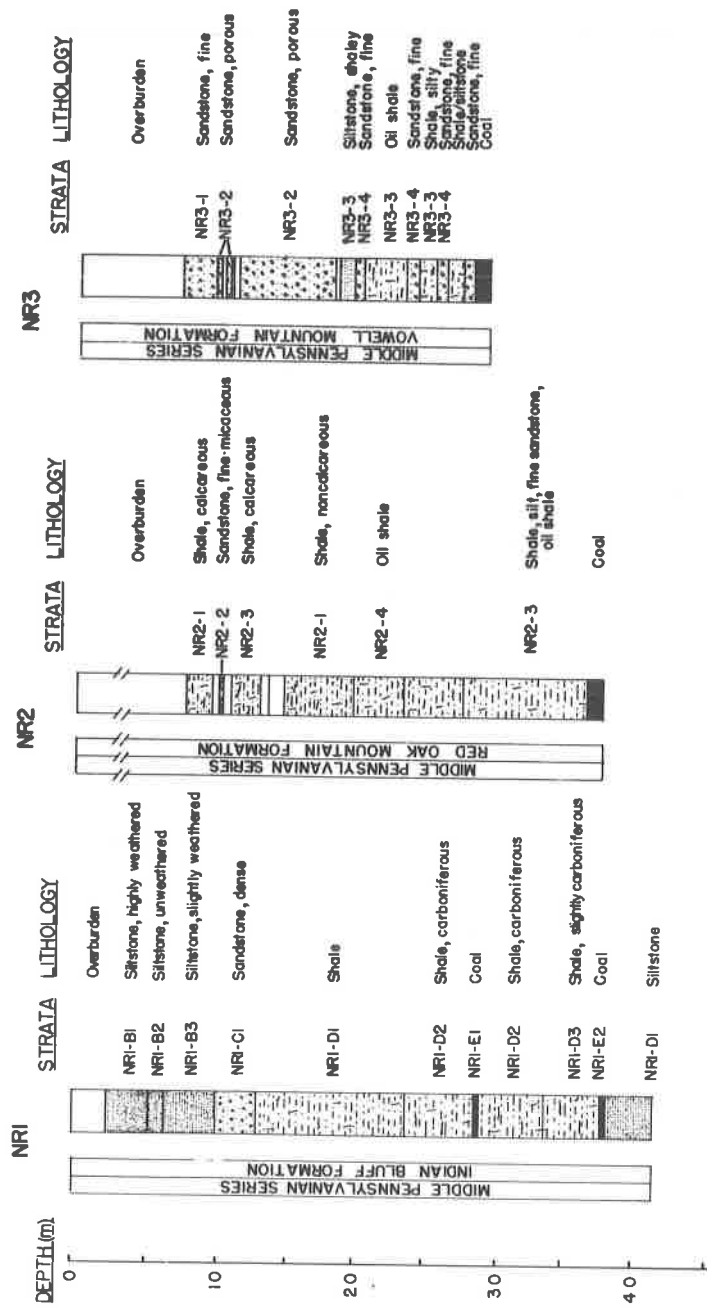 DEPTH (m)
0
10
20
30
40
NR1
STRATA LITHOLOGY
MIDDLE PENNSYLVANIAN SERIES
INDIAN BLUFF FORMATION
Overburden
NR1-B1 Siltstone, highly weathered
NR1-B2 Siltstone, unweathered
NR1-B3 Siltstone, slightly weathered
NR1-C1 Sandstone, dense
NR1-D1 Shale
NR1-D2 Shale, carboniferous
NR1-E1 Coal
NR1-D2 Shale, carboniferous
NR1-D3 Shale, slightly carboniferous
NR1-E2 Coal
NR1-D1 Siltstone
NR2
STRATA LITHOLOGY
MIDDLE PENNSYLVANIAN SERIES
RED OAK MOUNTAIN FORMATION
Overburden
NR2-1 Shale, calcareous
NR2-2 Sandstone, fine-micaceous
NR2-3 Shale, calcareous
NR2-1 Shale, noncalcareous
NR2-4 Oil shale
NR2-3 Shale, silt, fine sandstone,
oil shale
Coal
NR3
STRATA LITHOLOGY
MIDDLE PENNSYLVANIAN SERIES
VOWELL MOUNTAIN FORMATION
Overburden
NR3-1 Sandstone, fine
NR3-2 Sandstone, porous
NR3-2 Sandstone, porous
NR3-3 Siltstone, shaley
NR3-4 Sandstone, fine
NR3-3 Oil shale
NR3-4 Sandstone, fine
NR3-3 Shale, silty
NR3-4 Sandstone, fine
Shale/siltstone
Sandstone, fine
Coal